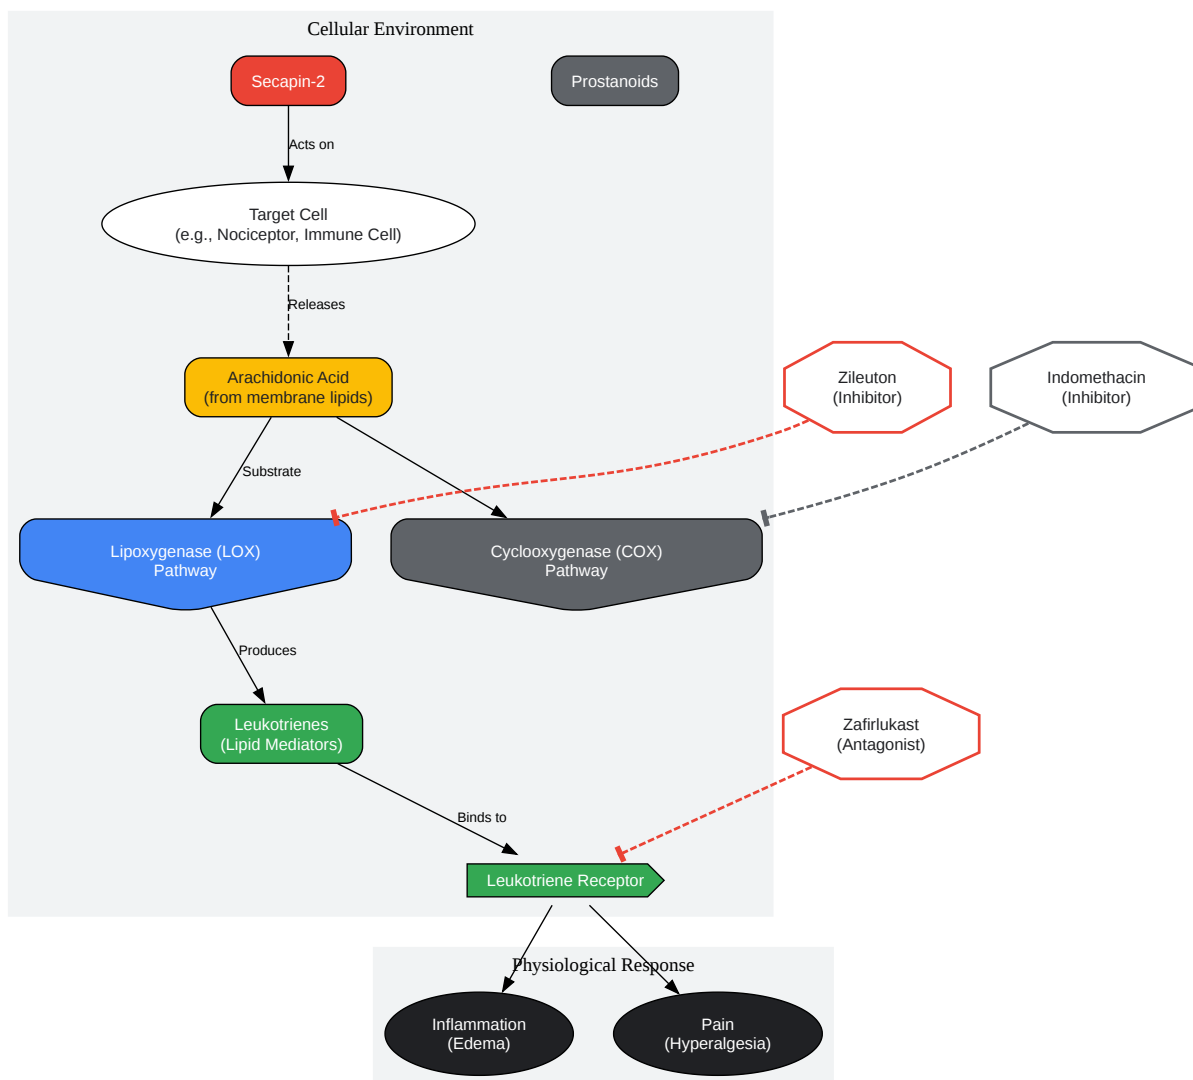 Cellular Environment
Secapin-2
Prostanoids
Acts on
Target Cell
(e.g., Nociceptor, Immune Cell)
Releases
Arachidonic Acid
(from membrane lipids)
Zileuton
(Inhibitor)
Indomethacin
(Inhibitor)
Substrate
Lipoxygenase (LOX)
Pathway
Cyclooxygenase (COX)
Pathway
Produces
Leukotrienes
(Lipid Mediators)
Zafirlukast
(Antagonist)
Binds to
Leukotriene Receptor
Physiological Response
Inflammation
(Edema)
Pain
(Hyperalgesia)